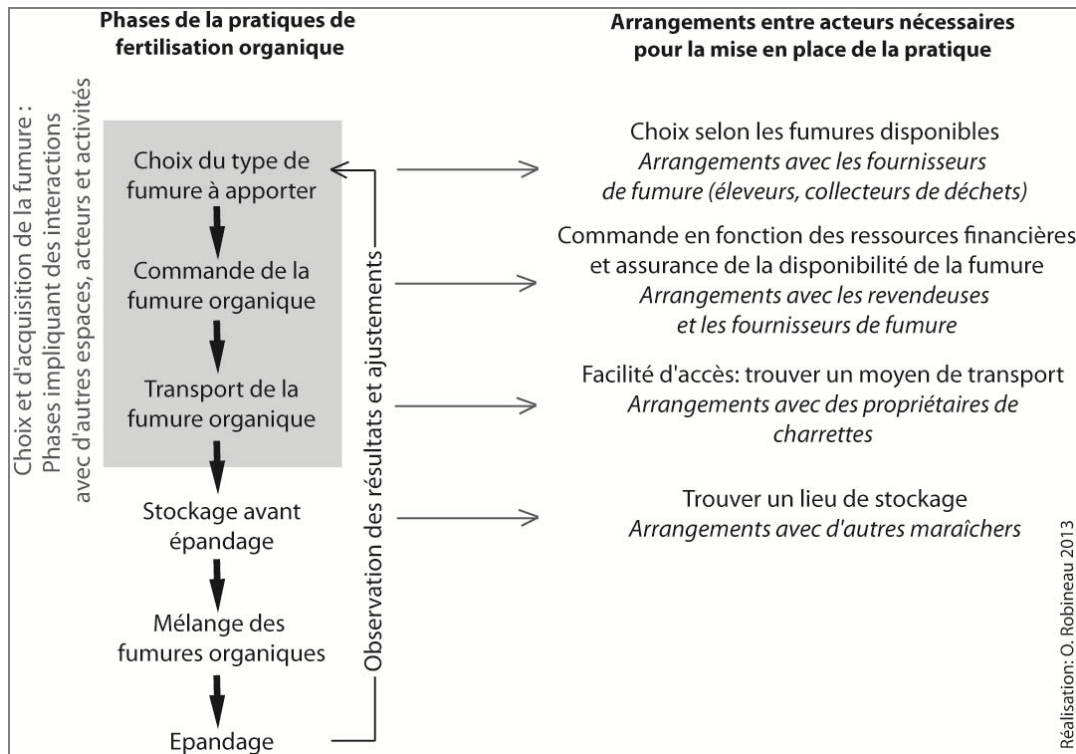 Phases de la pratiques de
fertilisation organique
Arrangements entre acteurs nécessaires
pour la mise en place de la pratique
Choix et d'acquisition de la fumure :
Phases impliquant des interactions
avec d'autres espaces, acteurs et activités
Choix du type de
fumure à apporter
Commande de la
fumure organique
Transport de la
fumure organique
Stockage avant
épandage
Mélange des
fumures organiques
Epandage
Observation des résultats et ajustements
Choix selon les fumures disponibles
Arrangements avec les fournisseurs
de fumure (éleveurs, collecteurs de déchets)
Commande en fonction des ressources financières
et assurance de la disponibilité de la fumure
Arrangements avec les revendeuses
et les fournisseurs de fumure
Facilité d'accès: trouver un moyen de transport
Arrangements avec des propriétaires de
charrettes
Trouver un lieu de stockage
Arrangements avec d'autres maraîchers
Réalisation: O. Robineau 2013